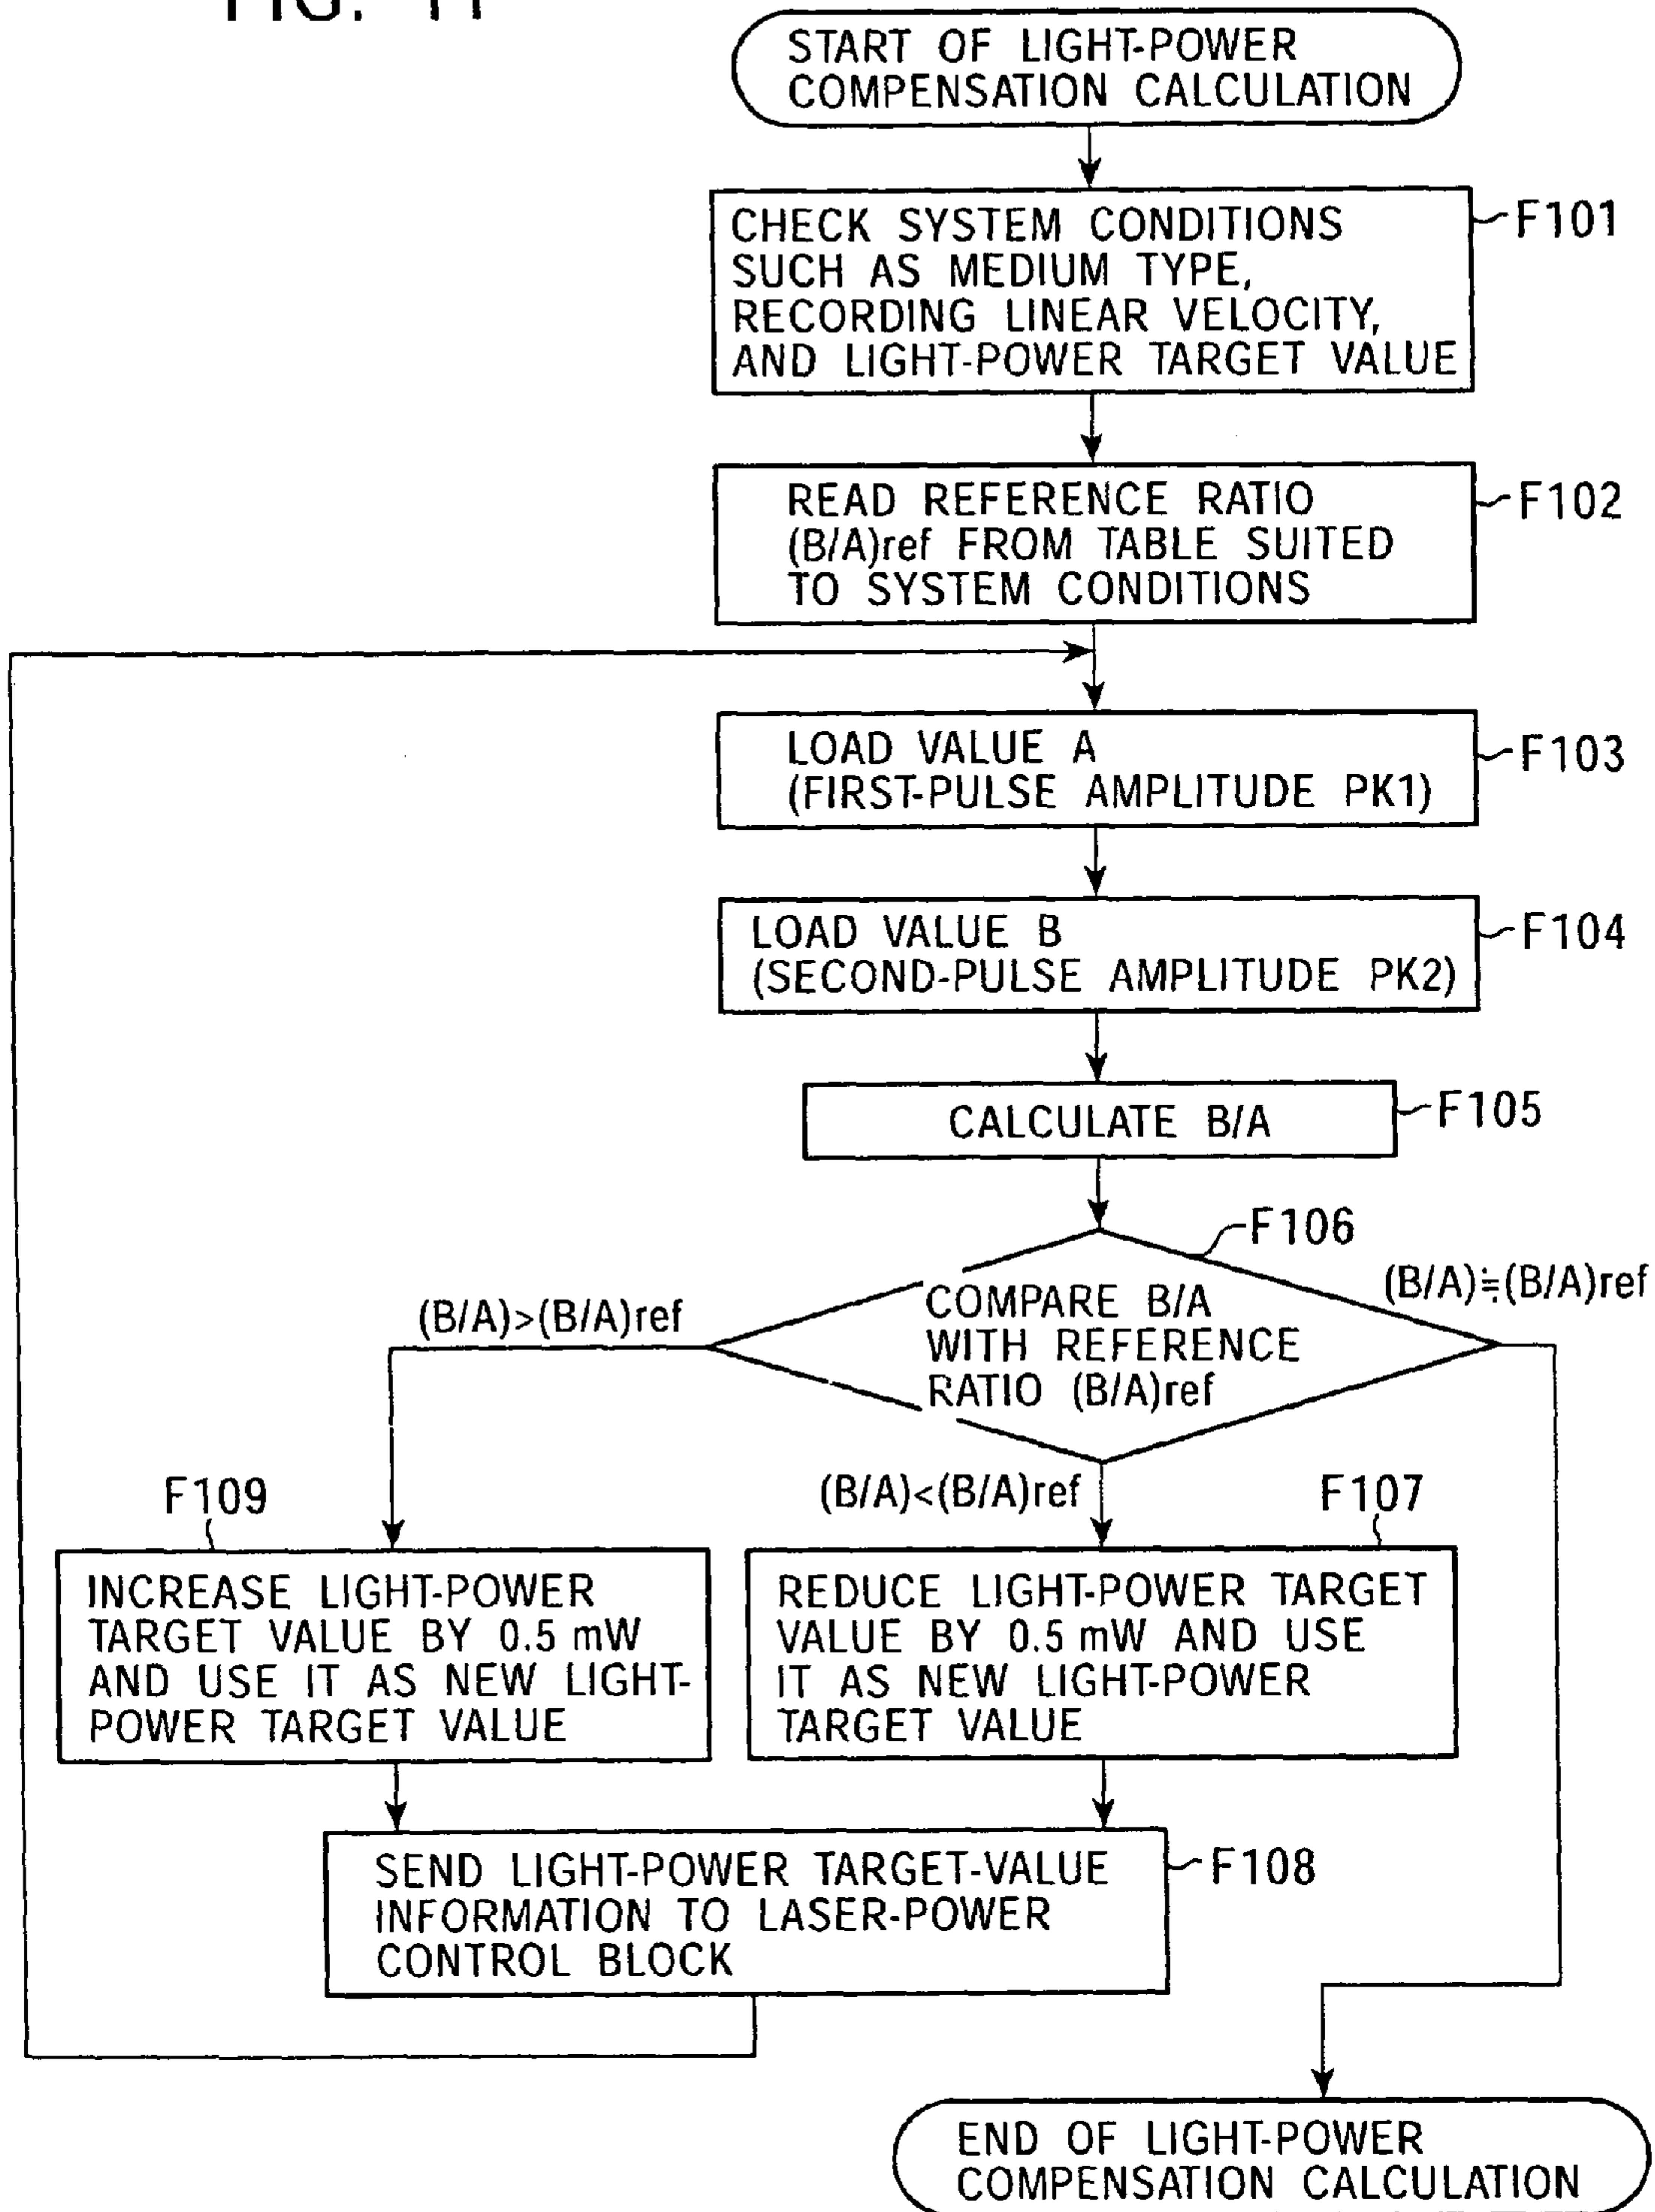 FIG. 11
START OF LIGHT-POWER
COMPENSATION CALCULATION
CHECK SYSTEM CONDITIONS
SUCH AS MEDIUM TYPE,
RECORDING LINEAR VELOCITY,
AND LIGHT-POWER TARGET VALUE
F101
READ REFERENCE RATIO
(B/A)ref FROM TABLE SUITED
TO SYSTEM CONDITIONS
F102
LOAD VALUE A
(FIRST-PULSE AMPLITUDE PK1)
F103
LOAD VALUE B
(SECOND-PULSE AMPLITUDE PK2)
F104
CALCULATE B/A
F105
F106
COMPARE B/A
WITH REFERENCE
RATIO (B/A)ref
(B/A)>(B/A)ref
(B/A)≒(B/A)ref
(B/A)<(B/A)ref
F109
INCREASE LIGHT-POWER
TARGET VALUE BY 0.5 mW
AND USE IT AS NEW LIGHT-
POWER TARGET VALUE
F107
REDUCE LIGHT-POWER TARGET
VALUE BY 0.5 mW AND USE
IT AS NEW LIGHT-POWER
TARGET VALUE
SEND LIGHT-POWER TARGET-VALUE
INFORMATION TO LASER-POWER
CONTROL BLOCK
F108
END OF LIGHT-POWER
COMPENSATION CALCULATION